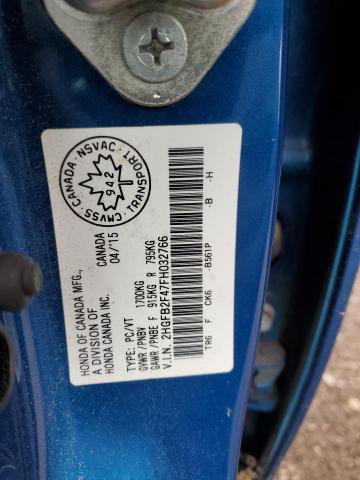 HONDA OF CANADA MFG.,
A DIVISION OF
HONDA CANADA INC.
CANADA
04/15
CANADA · NSVAC · TRANSPORT · CMVSS
942
TYPE: PC/VT
GVWR/PNBV 1700KG
GAWR/PNBE F 915KG R 795KG
V.I.N. 2HGFB2F47FH032766
TR6 F CK6 -B561P -B -H